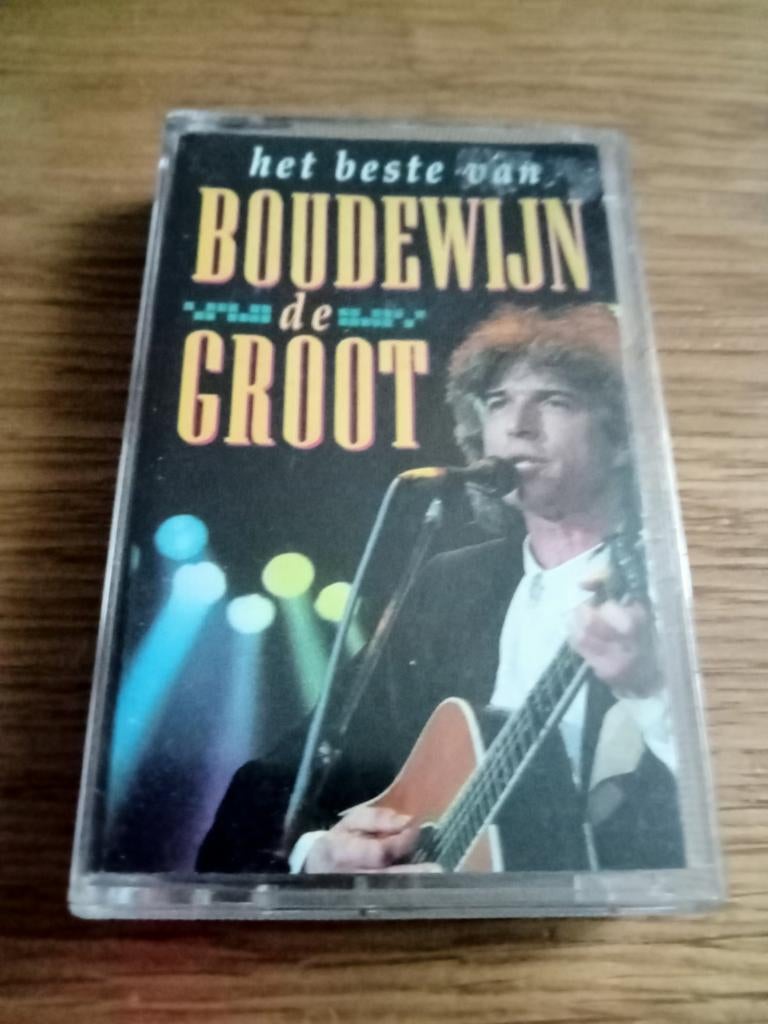 het beste van
BOUDEWIJN
de
GROOT